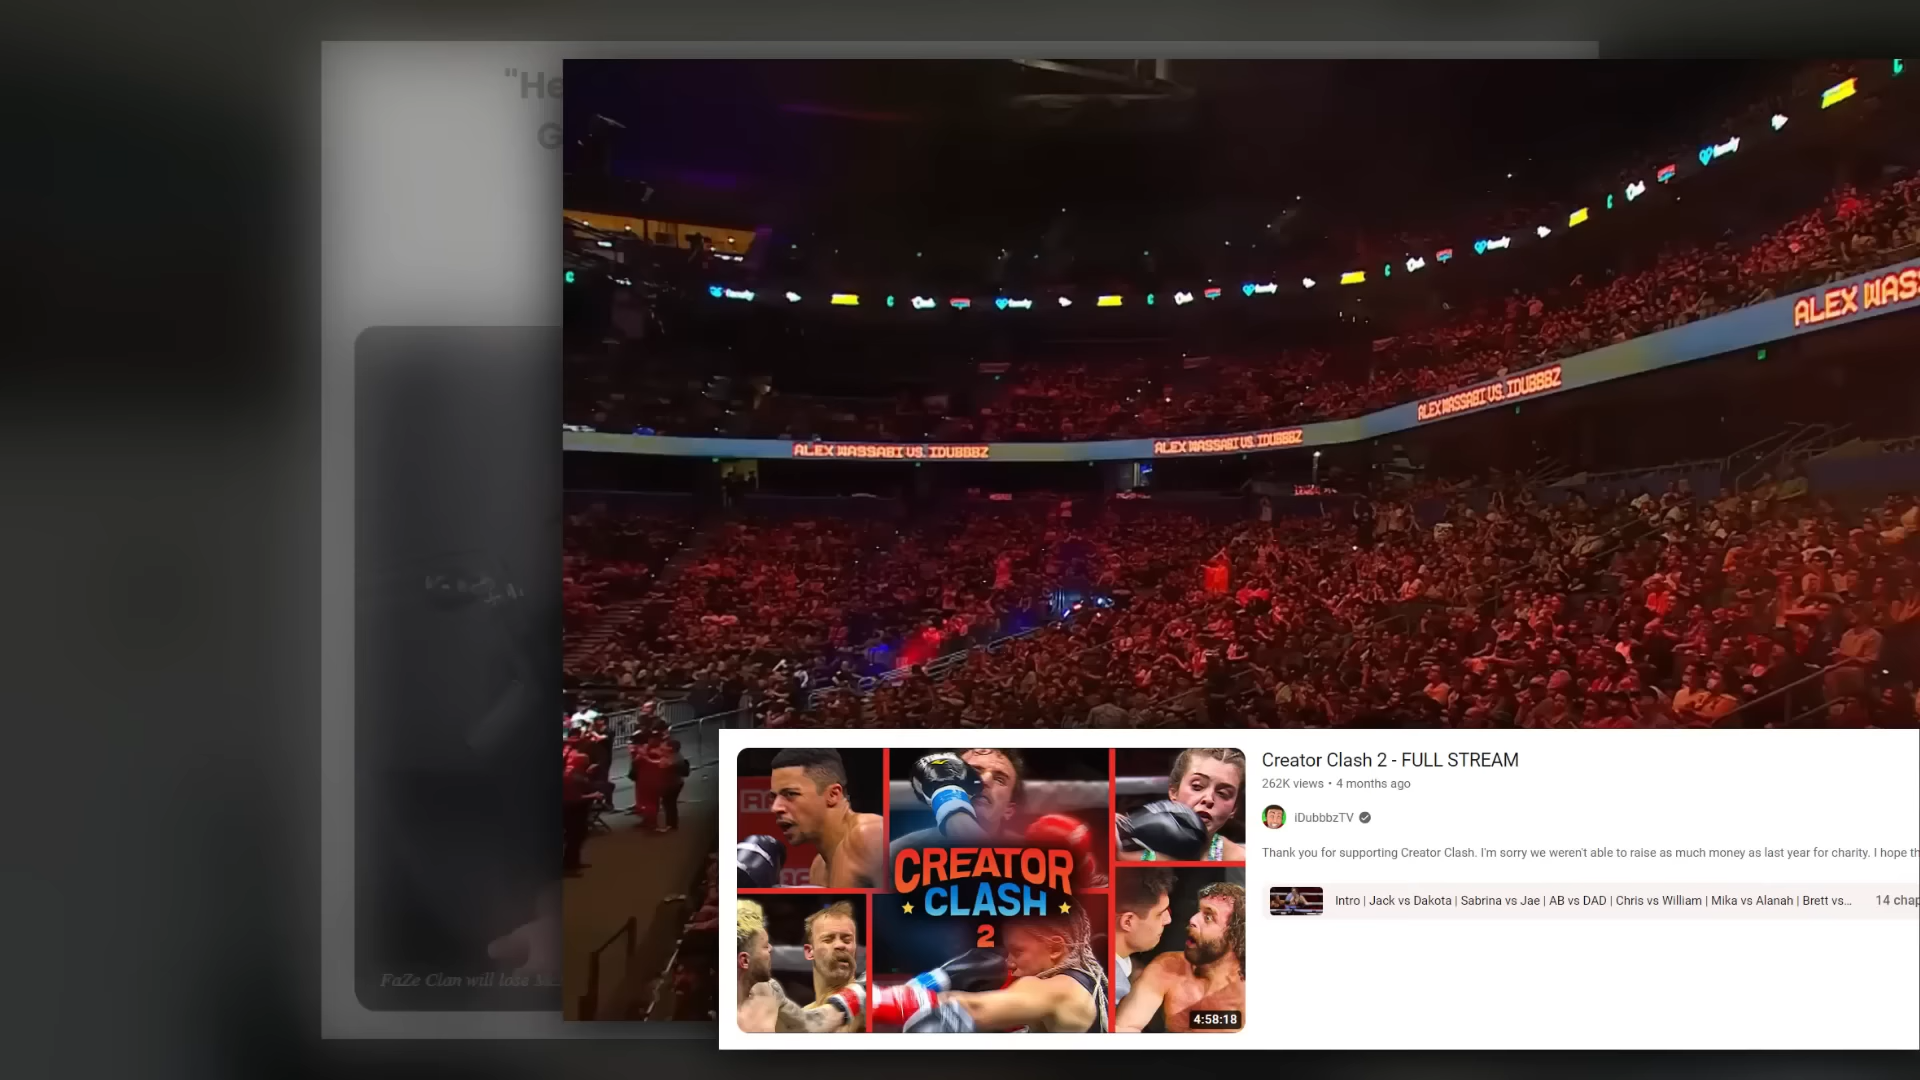 "He
G
ALEX WASSABI VS. IDUBBBZ
ALEX WASSABI VS. IDUBBBZ
ALEX WASSABI VS. IDUBBBZ
ALEX WAS
FaZe Clan will lose
CREATOR
CLASH
2
4:58:18
Creator Clash 2 - FULL STREAM
262K views • 4 months ago
iDubbbzTV
Thank you for supporting Creator Clash. I'm sorry we weren't able to raise as much money as last year for charity. I hope th
Intro | Jack vs Dakota | Sabrina vs Jae | AB vs DAD | Chris vs William | Mika vs Alanah | Brett vs...
14 chap